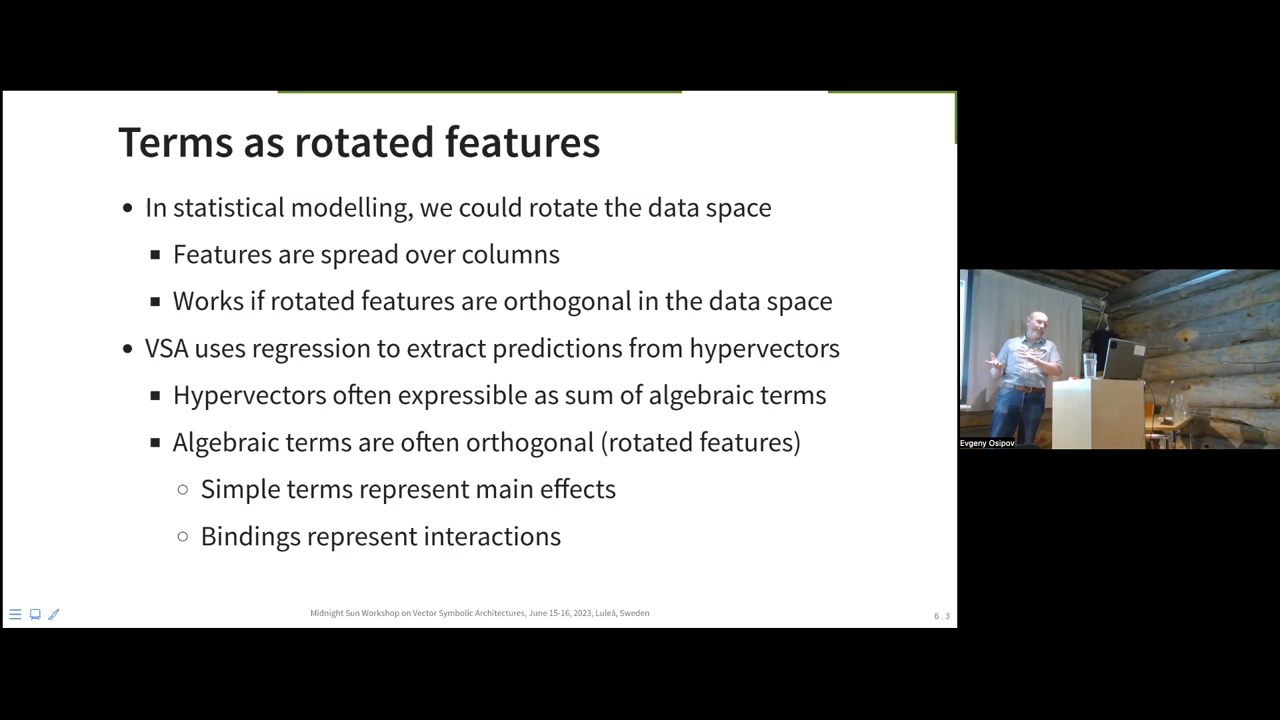 Terms as rotated features
In statistical modelling, we could rotate the data space
Features are spread over columns
Works if rotated features are orthogonal in the data space
VSA uses regression to extract predictions from hypervectors
Hypervectors often expressible as sum of algebraic terms
Algebraic terms are often orthogonal (rotated features)
Simple terms represent main effects
Bindings represent interactions
Midnight Sun Workshop on Vector Symbolic Architectures, June 15-16, 2023, Luleå, Sweden
6 . 3
Evgeny Osipov